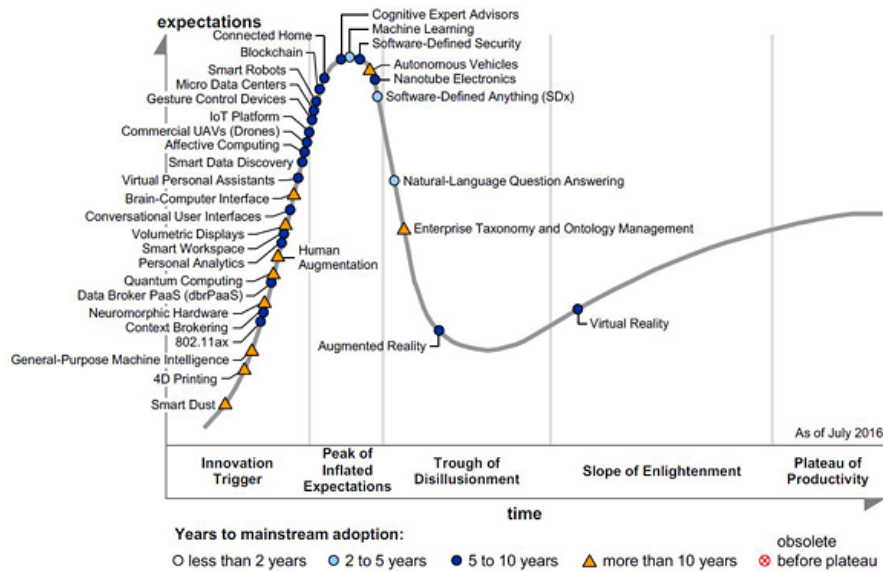 expectations
Cognitive Expert Advisors
Machine Learning
Software-Defined Security
Autonomous Vehicles
Nanotube Electronics
Software-Defined Anything (SDx)
Connected Home
Blockchain
Smart Robots
Micro Data Centers
Gesture Control Devices
IoT Platform
Commercial UAVs (Drones)
Affective Computing
Smart Data Discovery
Virtual Personal Assistants
Brain-Computer Interface
Conversational User Interfaces
Volumetric Displays
Smart Workspace
Personal Analytics
Human
Augmentation
Quantum Computing
Data Broker PaaS (dbrPaaS)
Neuromorphic Hardware
Context Brokering
802.11ax
General-Purpose Machine Intelligence
4D Printing
Smart Dust
Natural-Language Question Answering
Enterprise Taxonomy and Ontology Management
Augmented Reality
Virtual Reality
As of July 2016
Innovation
Trigger
Peak of
Inflated
Expectations
Trough of
Disillusionment
Slope of Enlightenment
Plateau of
Productivity
time
Years to mainstream adoption:
less than 2 years
2 to 5 years
5 to 10 years
more than 10 years
obsolete
before plateau